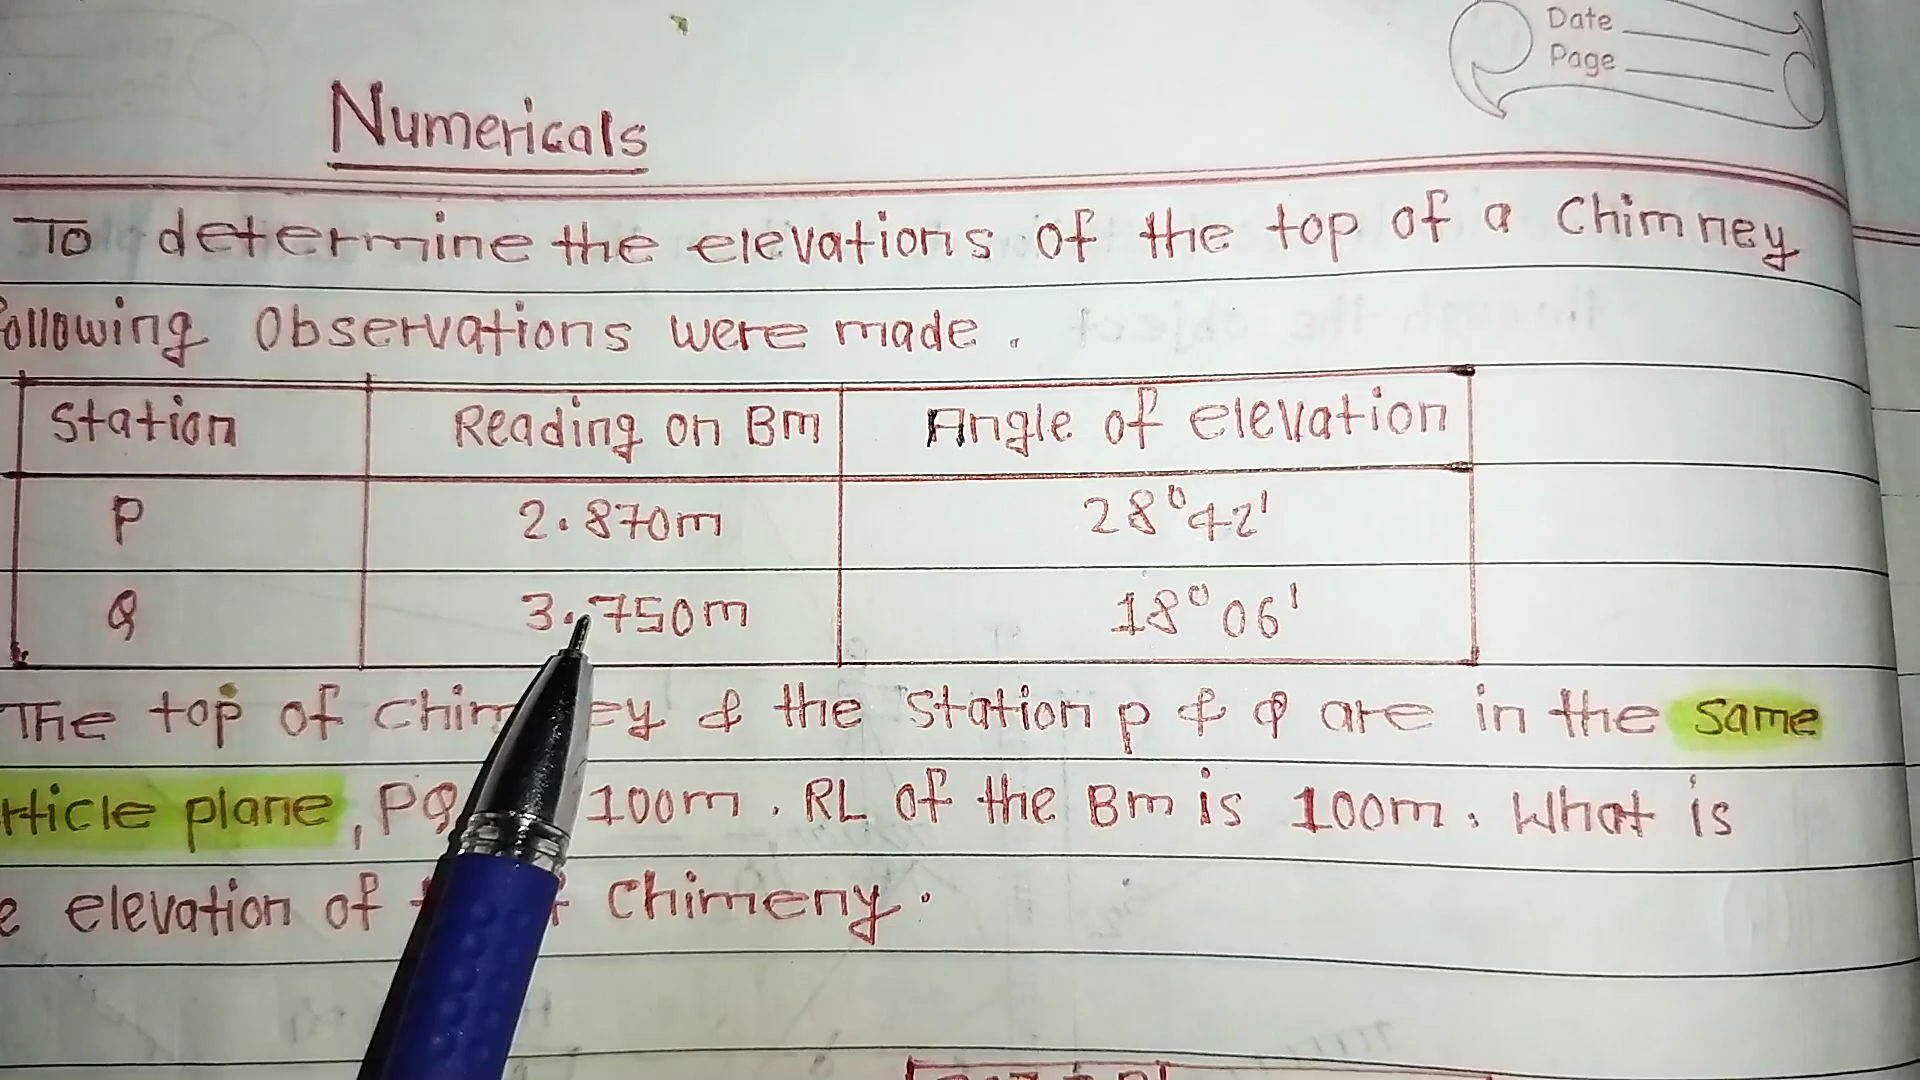 Date
Page
Numericals
To determine the elevations of the top of a Chimney
ollowing Observations were made.
Station Reading on Bm Angle of elevation
P 2.870m 28°42'
Q 3.750m 18°06'
The top of chim ey & the station p & Q are in the same
rticle plane, PQ 100m. RL of the Bm is 100m. What is
e elevation of chimeny.